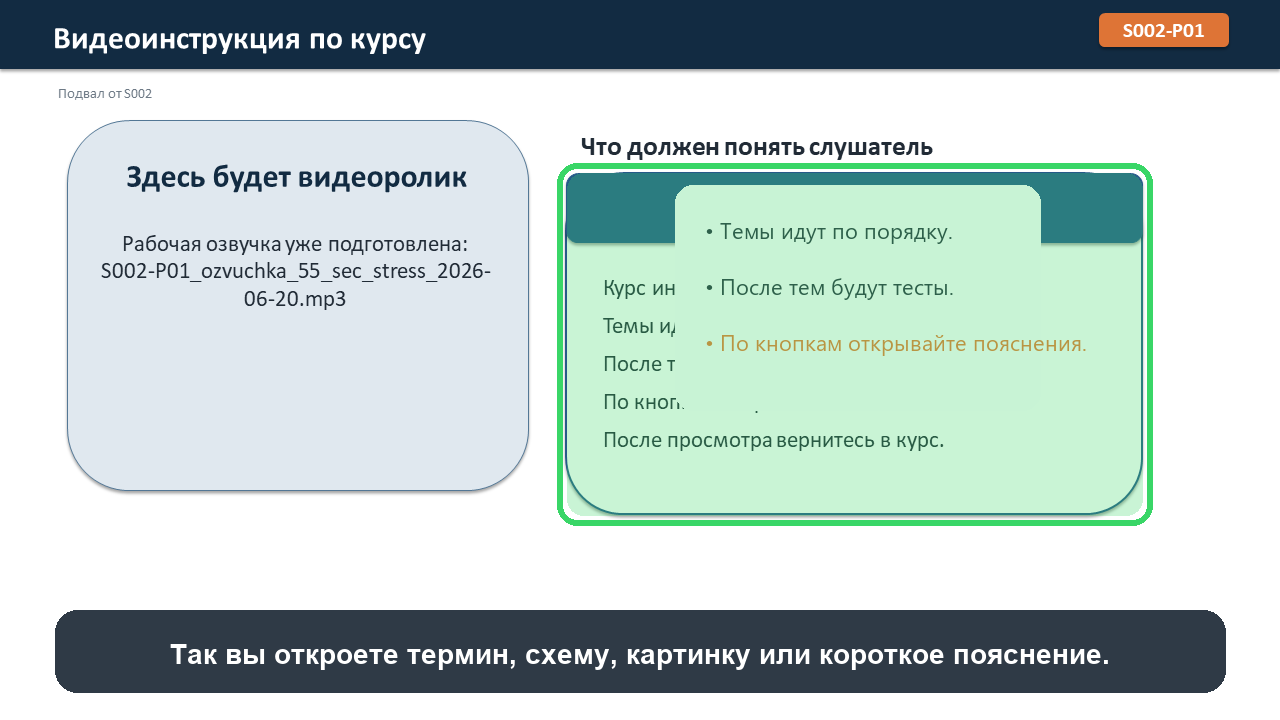 Видеоинструкция по курсу
S002-P01
Подвал от S002
Здесь будет видеоролик
Рабочая озвучка уже подготовлена:
S002-P01_ozvuchka_55_sec_stress_2026-
06-20.mp3
Что должен понять слушатель
• Темы идут по порядку.
• После тем будут тесты.
• По кнопкам открывайте пояснения.
Курс
Темы
После
По
После просмотра вернитесь в курс.
Так вы откроете термин, схему, картинку или короткое пояснение.